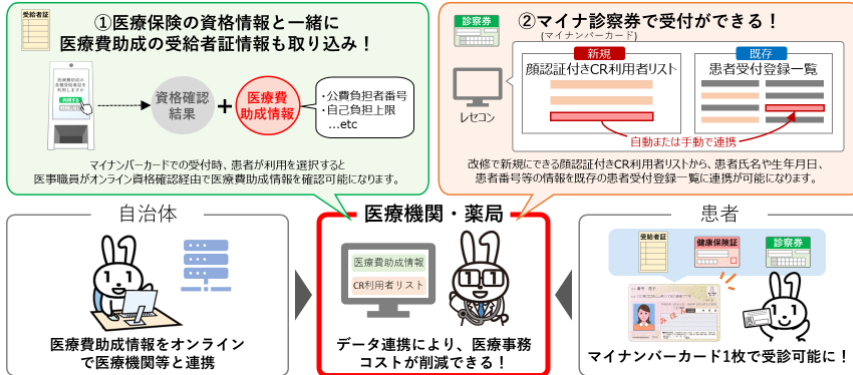 受給者証
①医療保険の資格情報と一緒に
医療費助成の受給者証情報も取り込み！
医療費助成の
利用しますか
資格確認
結果
+
医療費
助成情報
・公費負担者番号
・自己負担上限
…etc
マイナンバーカードでの受付時、患者が利用を選択すると
医事職員がオンライン資格確認経由で医療費助成情報を確認可能になります。
診察券
②マイナ診察券で受付ができる！
(マイナンバーカード)
レセコン
新規
顔認証付きCR利用者リスト
既存
患者受付登録一覧
自動または手動で連携
改修で新規にできる顔認証付きCR利用者リストから、患者氏名や生年月日、
患者番号等の情報を既存の患者受付登録一覧に連携が可能になります。
自治体
医療費助成情報をオンライン
で医療機関等と連携
医療機関・薬局
医療費助成情報
CR利用者リスト
データ連携により、医療事務
コストが削減できる！
患者
受給者証
健康保険証
診察券
みほん
マイナンバーカード1枚で受診可能に！